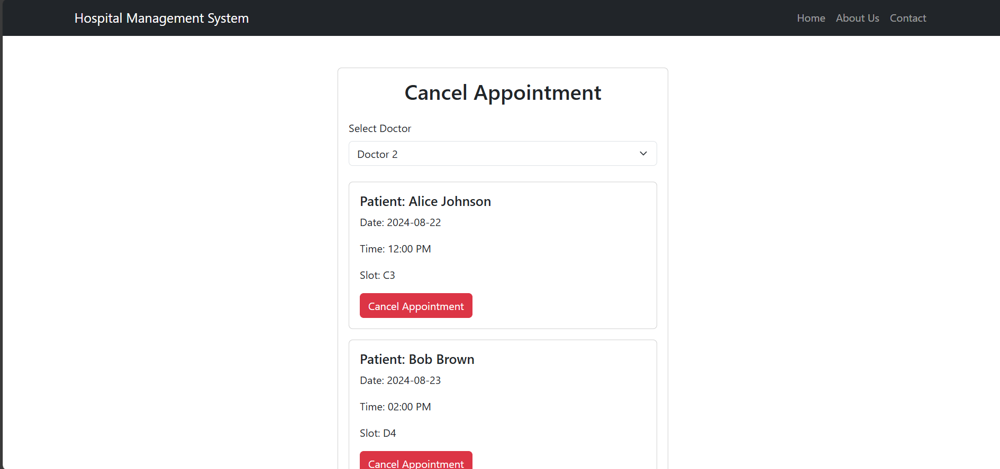 Hospital Management System
Home About Us Contact
Cancel Appointment
Select Doctor
Doctor 2
Patient: Alice Johnson
Date: 2024-08-22
Time: 12:00 PM
Slot: C3
Cancel Appointment
Patient: Bob Brown
Date: 2024-08-23
Time: 02:00 PM
Slot: D4
Cancel Appointment